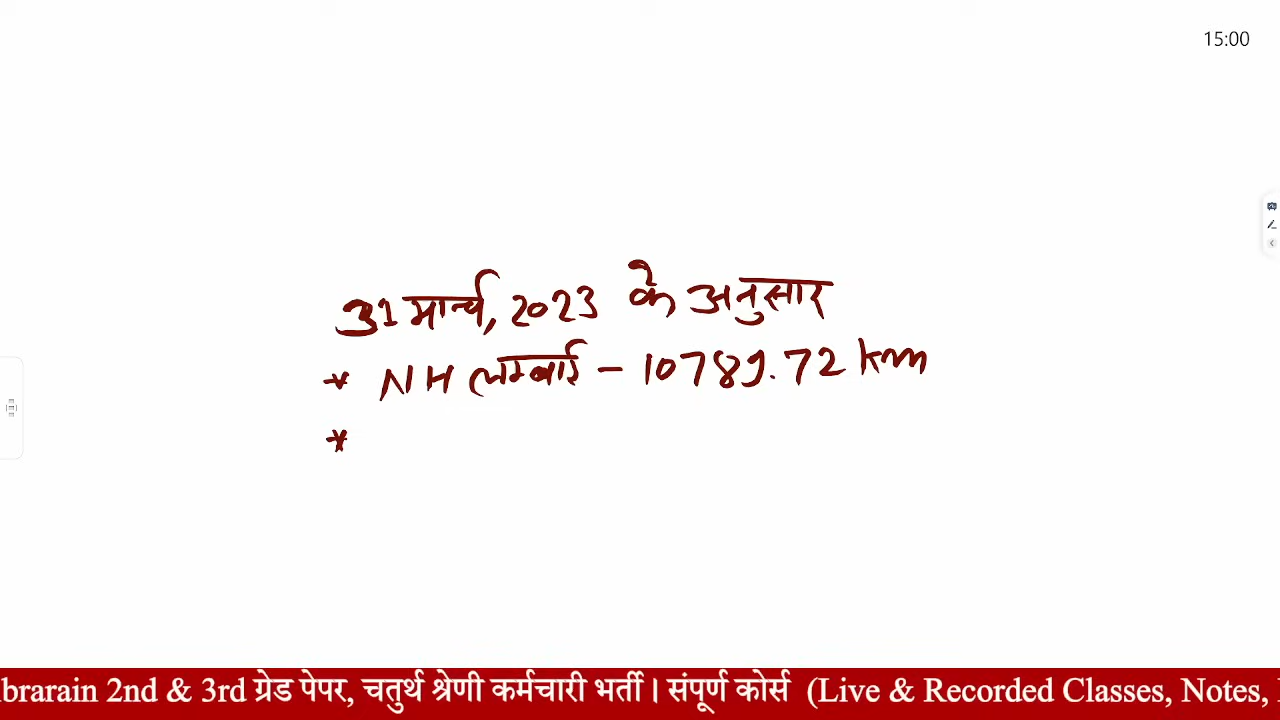 15:00
31 मार्च, 2023 के अनुसार
* NH लम्बाई - 10789.72 km
*
brarain 2nd & 3rd ग्रेड पेपर, चतुर्थ श्रेणी कर्मचारी भर्ती। संपूर्ण कोर्स (Live & Recorded Classes, Notes,